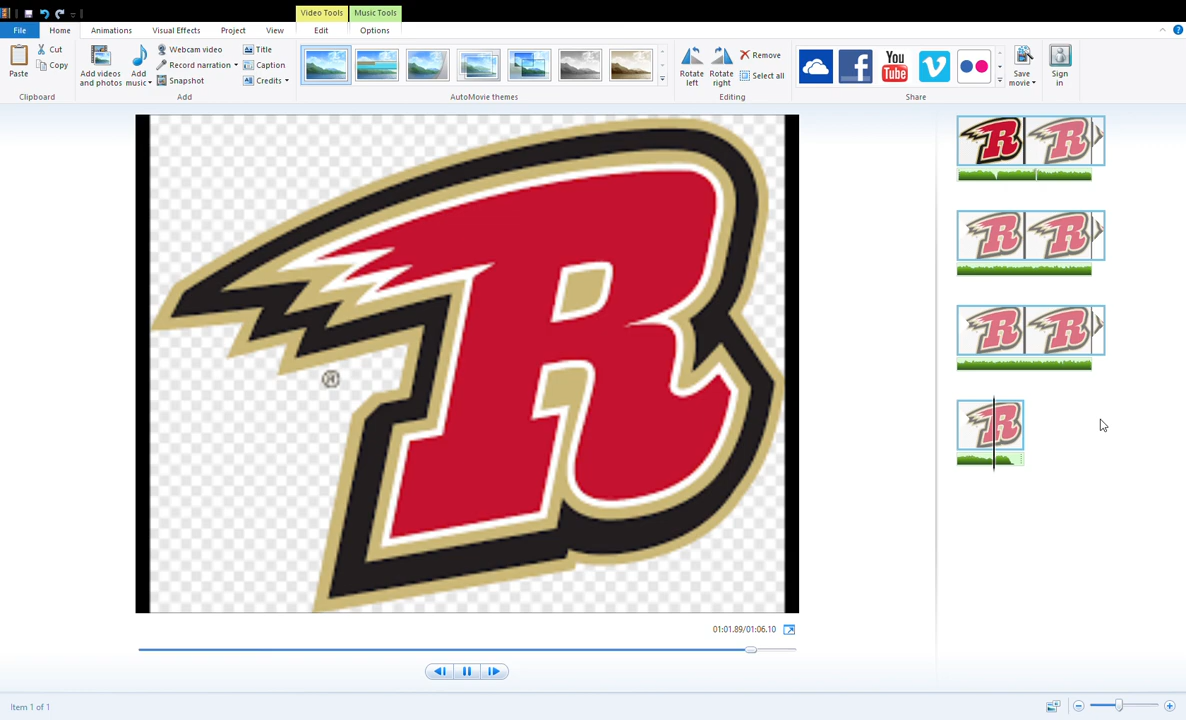 Video Tools
Music Tools
File
Home
Animations
Visual Effects
Project
View
Edit
Options
Paste
Cut
Copy
Clipboard
Add videos
and photos
Add
music
Webcam video
Record narration
Snapshot
Title
Caption
Credits
Add
AutoMovie themes
Rotate
left
Rotate
right
Remove
Select all
Editing
You
Tube
Share
Save
movie
Sign
in
R
®
01:01.89/01:06.10
Item 1 of 1